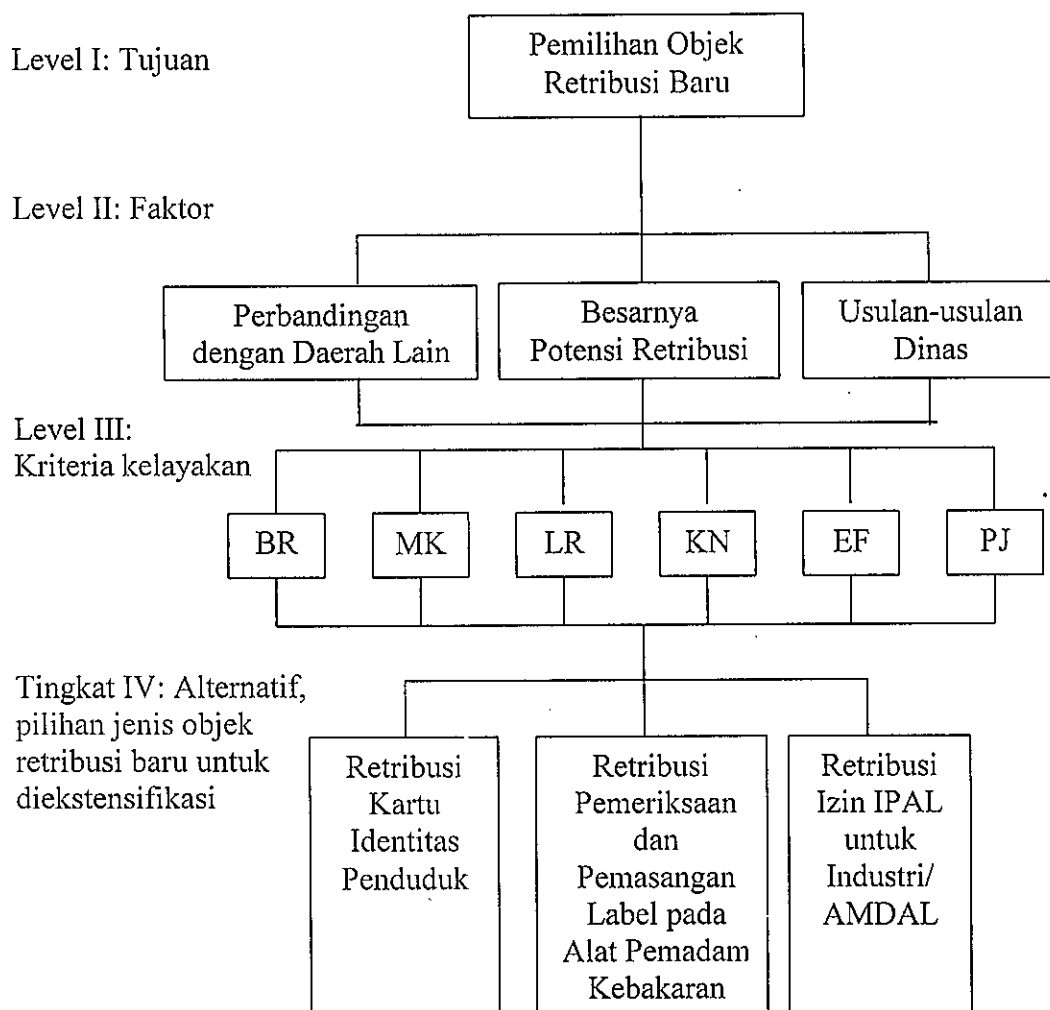 Level I: Tujuan
Pemilihan Objek
Retribusi Baru
Level II: Faktor
Perbandingan
dengan Daerah Lain
Besarnya
Potensi Retribusi
Usulan-usulan
Dinas
Level III:
Kriteria kelayakan
BR
MK
LR
KN
EF
PJ
Tingkat IV: Alternatif,
pilihan jenis objek
retribusi baru untuk
diekstensifikasi
Retribusi
Kartu
Identitas
Penduduk
Retribusi
Pemeriksaan
dan
Pemasangan
Label pada
Alat Pemadam
Kebakaran
Retribusi
Izin IPAL
untuk
Industri/
AMDAL